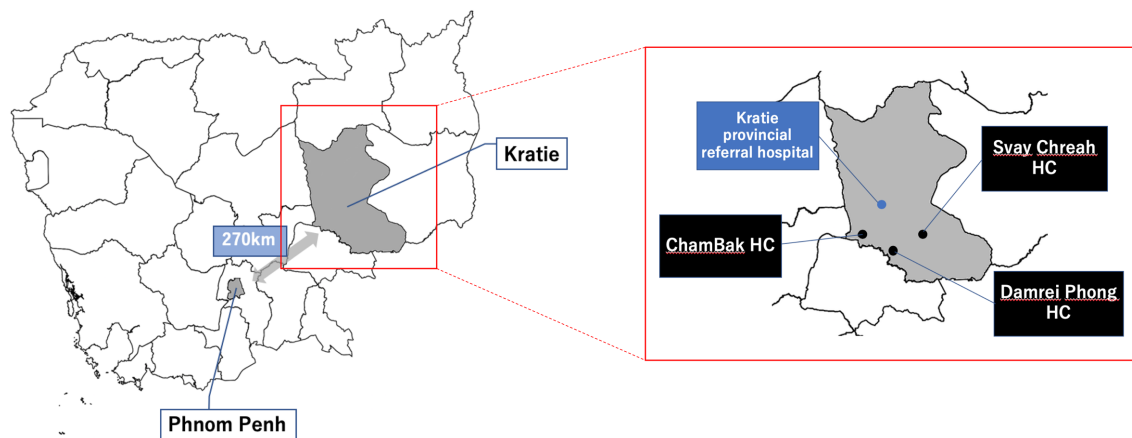 Kratie
270km
Phnom Penh
Kratie
provincial
referral hospital
Svay Chreah
HC
ChamBak HC
Damrei Phong
HC